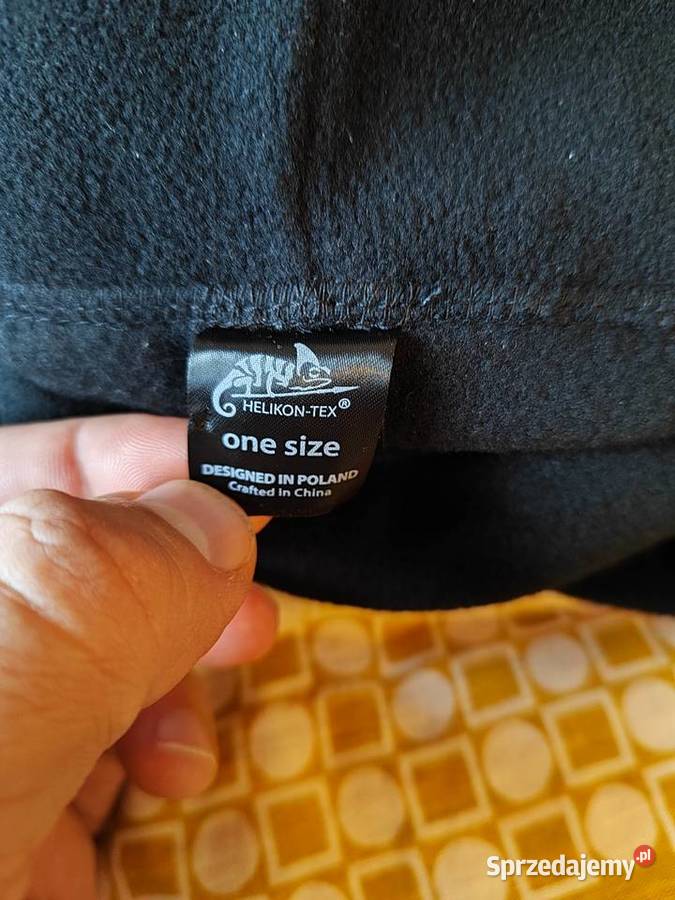 HELIKON-TEX®
one size
DESIGNED IN POLAND
Crafted in China
Sprzedajemy.pl